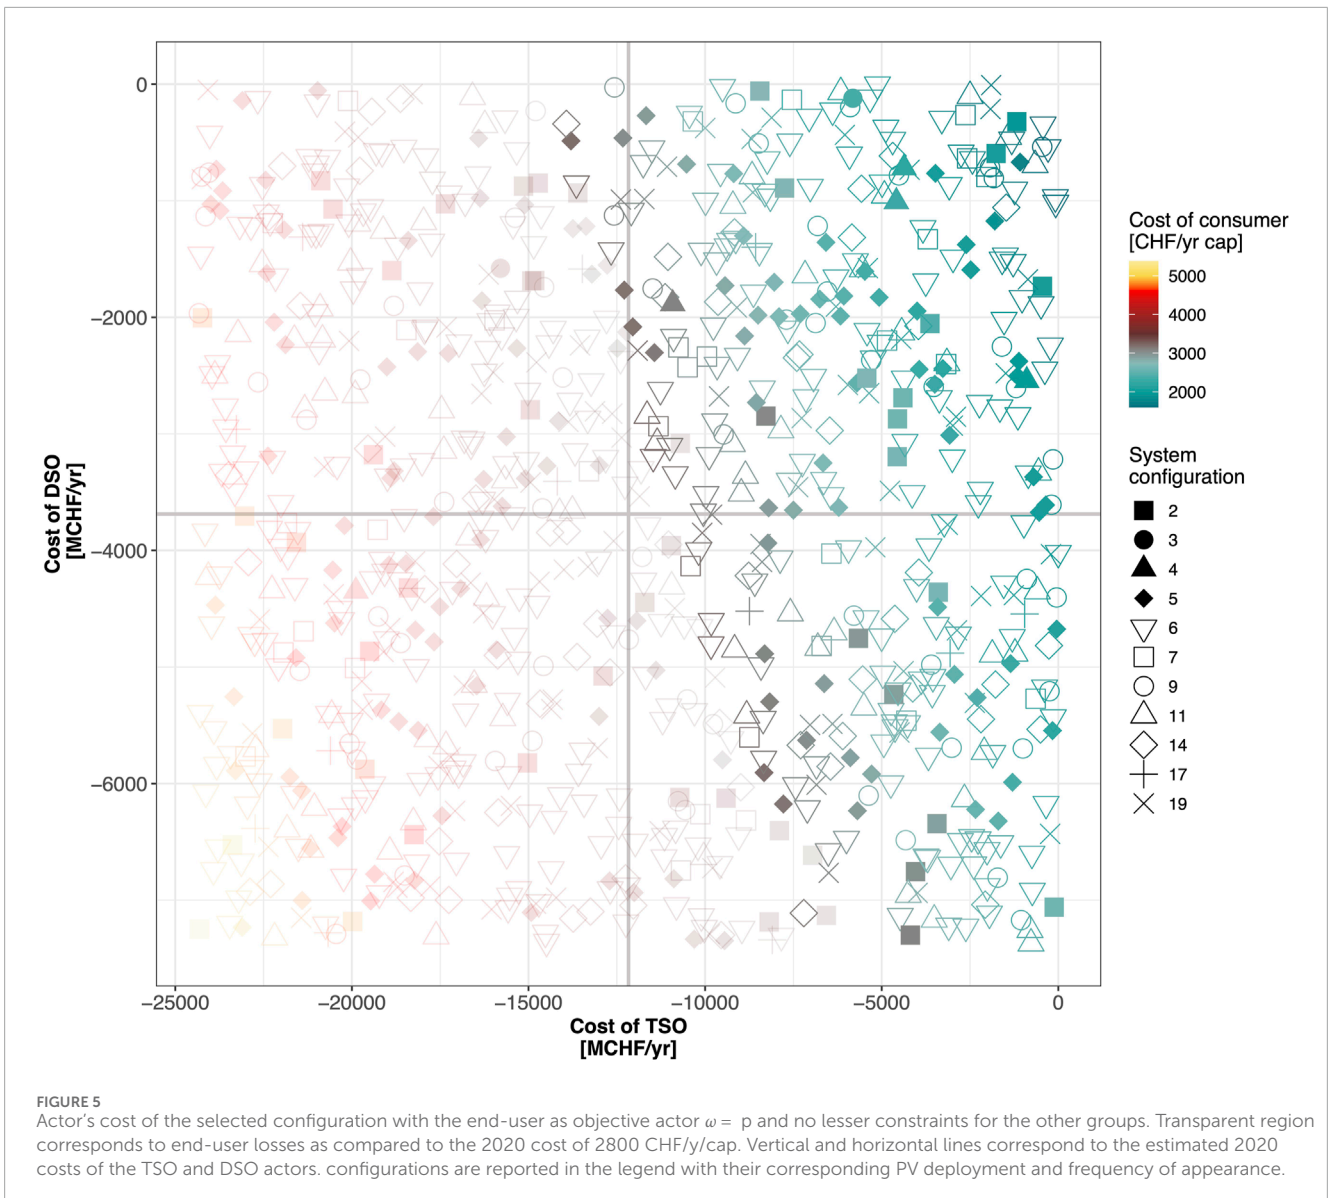 0
−2000
−4000
−6000
Cost of DSO
[MCHF/yr]
−25000
−20000
−15000
−10000
−5000
0
Cost of TSO
[MCHF/yr]
Cost of consumer
[CHF/yr cap]
5000
4000
3000
2000
System
configuration
2
3
4
5
6
7
9
11
14
17
19
FIGURE 5
Actor’s cost of the selected configuration with the end-user as objective actor ω = p and no lesser constraints for the other groups. Transparent region
corresponds to end-user losses as compared to the 2020 cost of 2800 CHF/y/cap. Vertical and horizontal lines correspond to the estimated 2020
costs of the TSO and DSO actors. configurations are reported in the legend with their corresponding PV deployment and frequency of appearance.